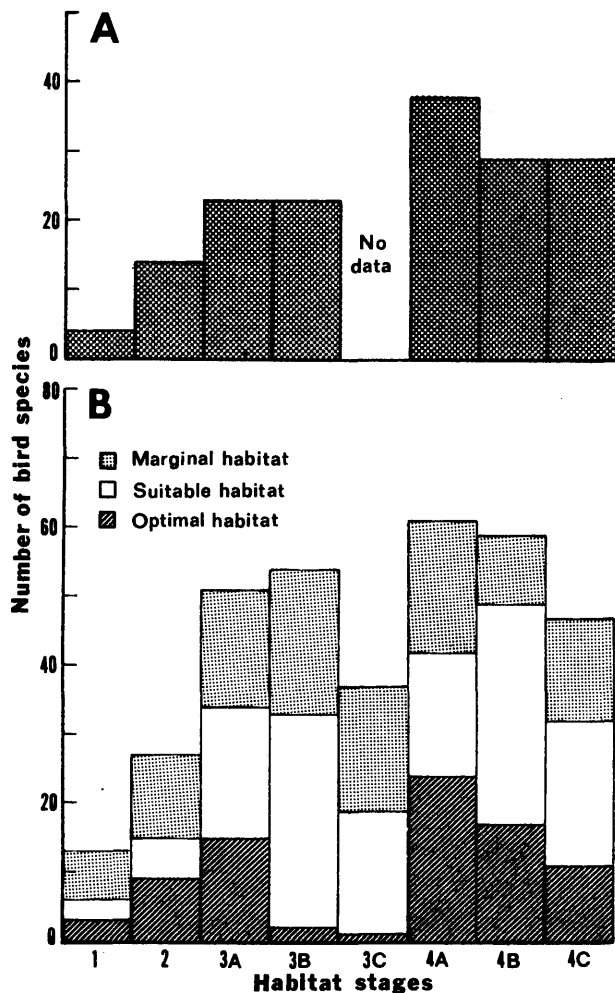 A
40
20
0
No
data
Number of bird species
B
80
60
40
20
0
Marginal habitat
Suitable habitat
Optimal habitat
1 2 3A 3B 3C 4A 4B 4C
Habitat stages